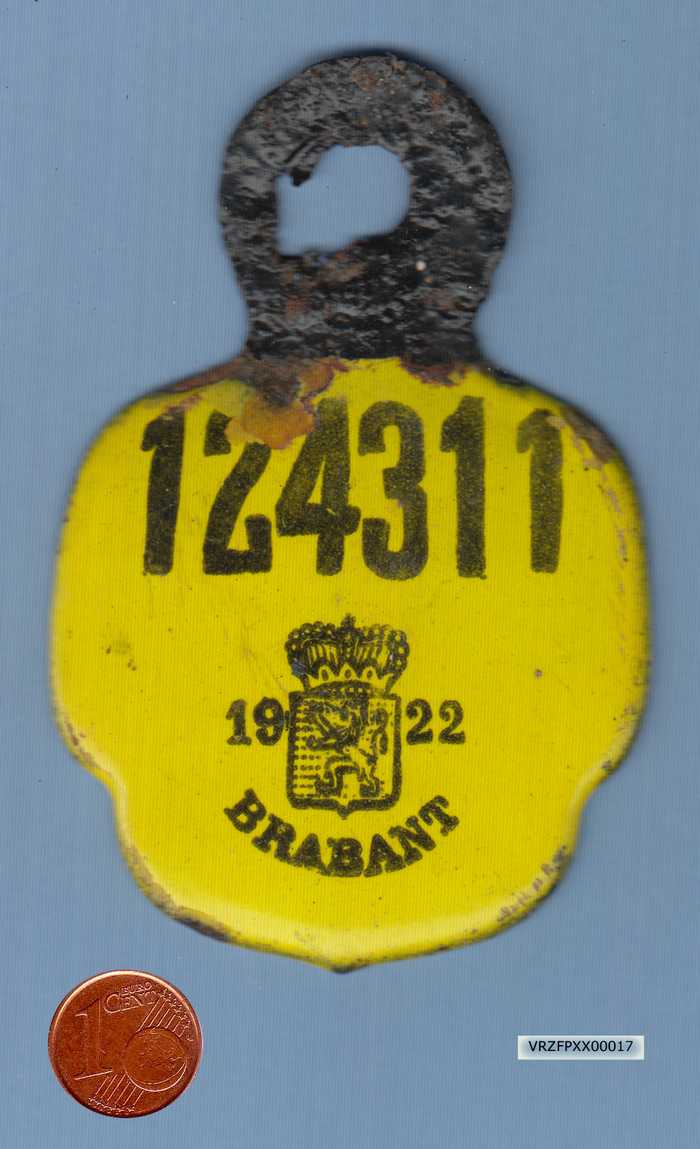 124311
19 22
BRABANT
1 EURO
CENT
VRZFPXX00017